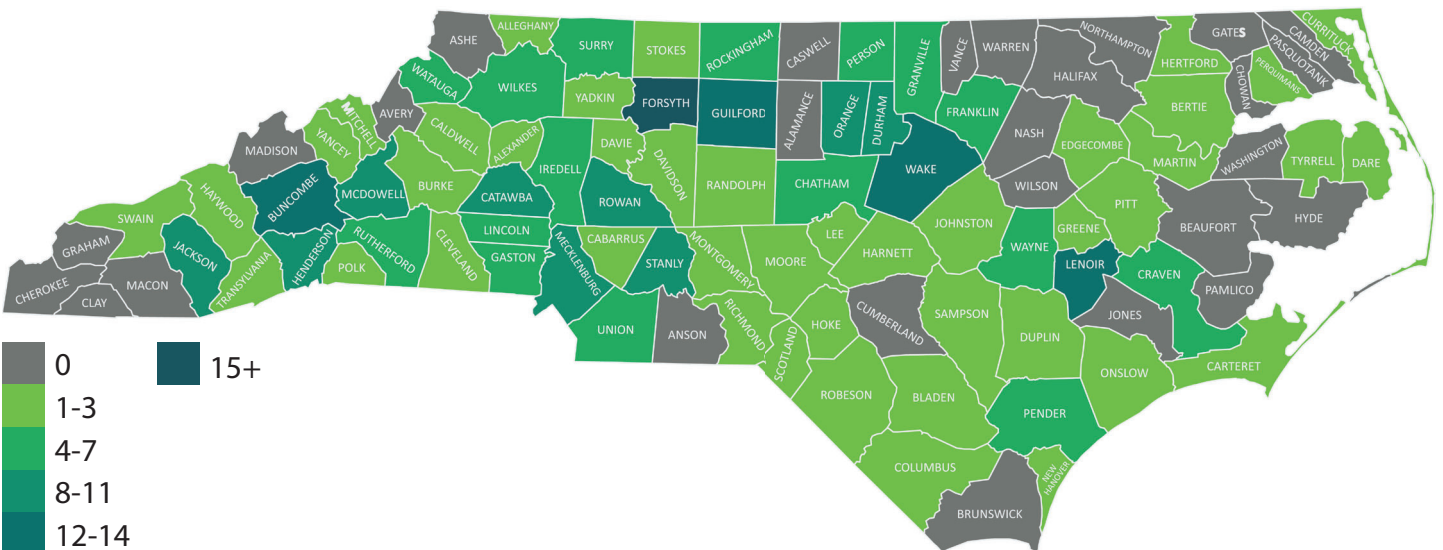 ASHE
ALLEGHANY
SURRY
STOKES
ROCKINGHAM
CASWELL
PERSON
GRANVILLE
VANCE
WARREN
NORTHAMPTON
HALIFAX
HERTFORD
GATES
CURRITUCK
CAMDEN
PASQUOTANK
PERQUIMANS
CHOWAN
WATAUGA
WILKES
YADKIN
FORSYTH
GUILFORD
ALAMANCE
ORANGE
DURHAM
FRANKLIN
NASH
EDGECOMBE
BERTIE
MARTIN
WASHINGTON
TYRRELL
DARE
MITCHELL
AVERY
YANCEY
CALDWELL
ALEXANDER
DAVIE
DAVIDSON
IREDELL
MADISON
BUNCOMBE
MCDOWELL
BURKE
CATAWBA
ROWAN
RANDOLPH
CHATHAM
WAKE
WILSON
PITT
BEAUFORT
HYDE
HAYWOOD
SWAIN
GRAHAM
JACKSON
HENDERSON
RUTHERFORD
POLK
CLEVELAND
LINCOLN
GASTON
MECKLENBURG
CABARRUS
STANLY
MONTGOMERY
MOORE
LEE
HARNETT
JOHNSTON
WAYNE
GREENE
LENOIR
CRAVEN
PAMLICO
CHEROKEE
CLAY
MACON
TRANSYLVANIA
UNION
ANSON
RICHMOND
SCOTLAND
HOKE
CUMBERLAND
SAMPSON
DUPLIN
JONES
ONSLOW
CARTERET
ROBESON
BLADEN
PENDER
COLUMBUS
NEW
HANOVER
BRUNSWICK
0
15+
1-3
4-7
8-11
12-14